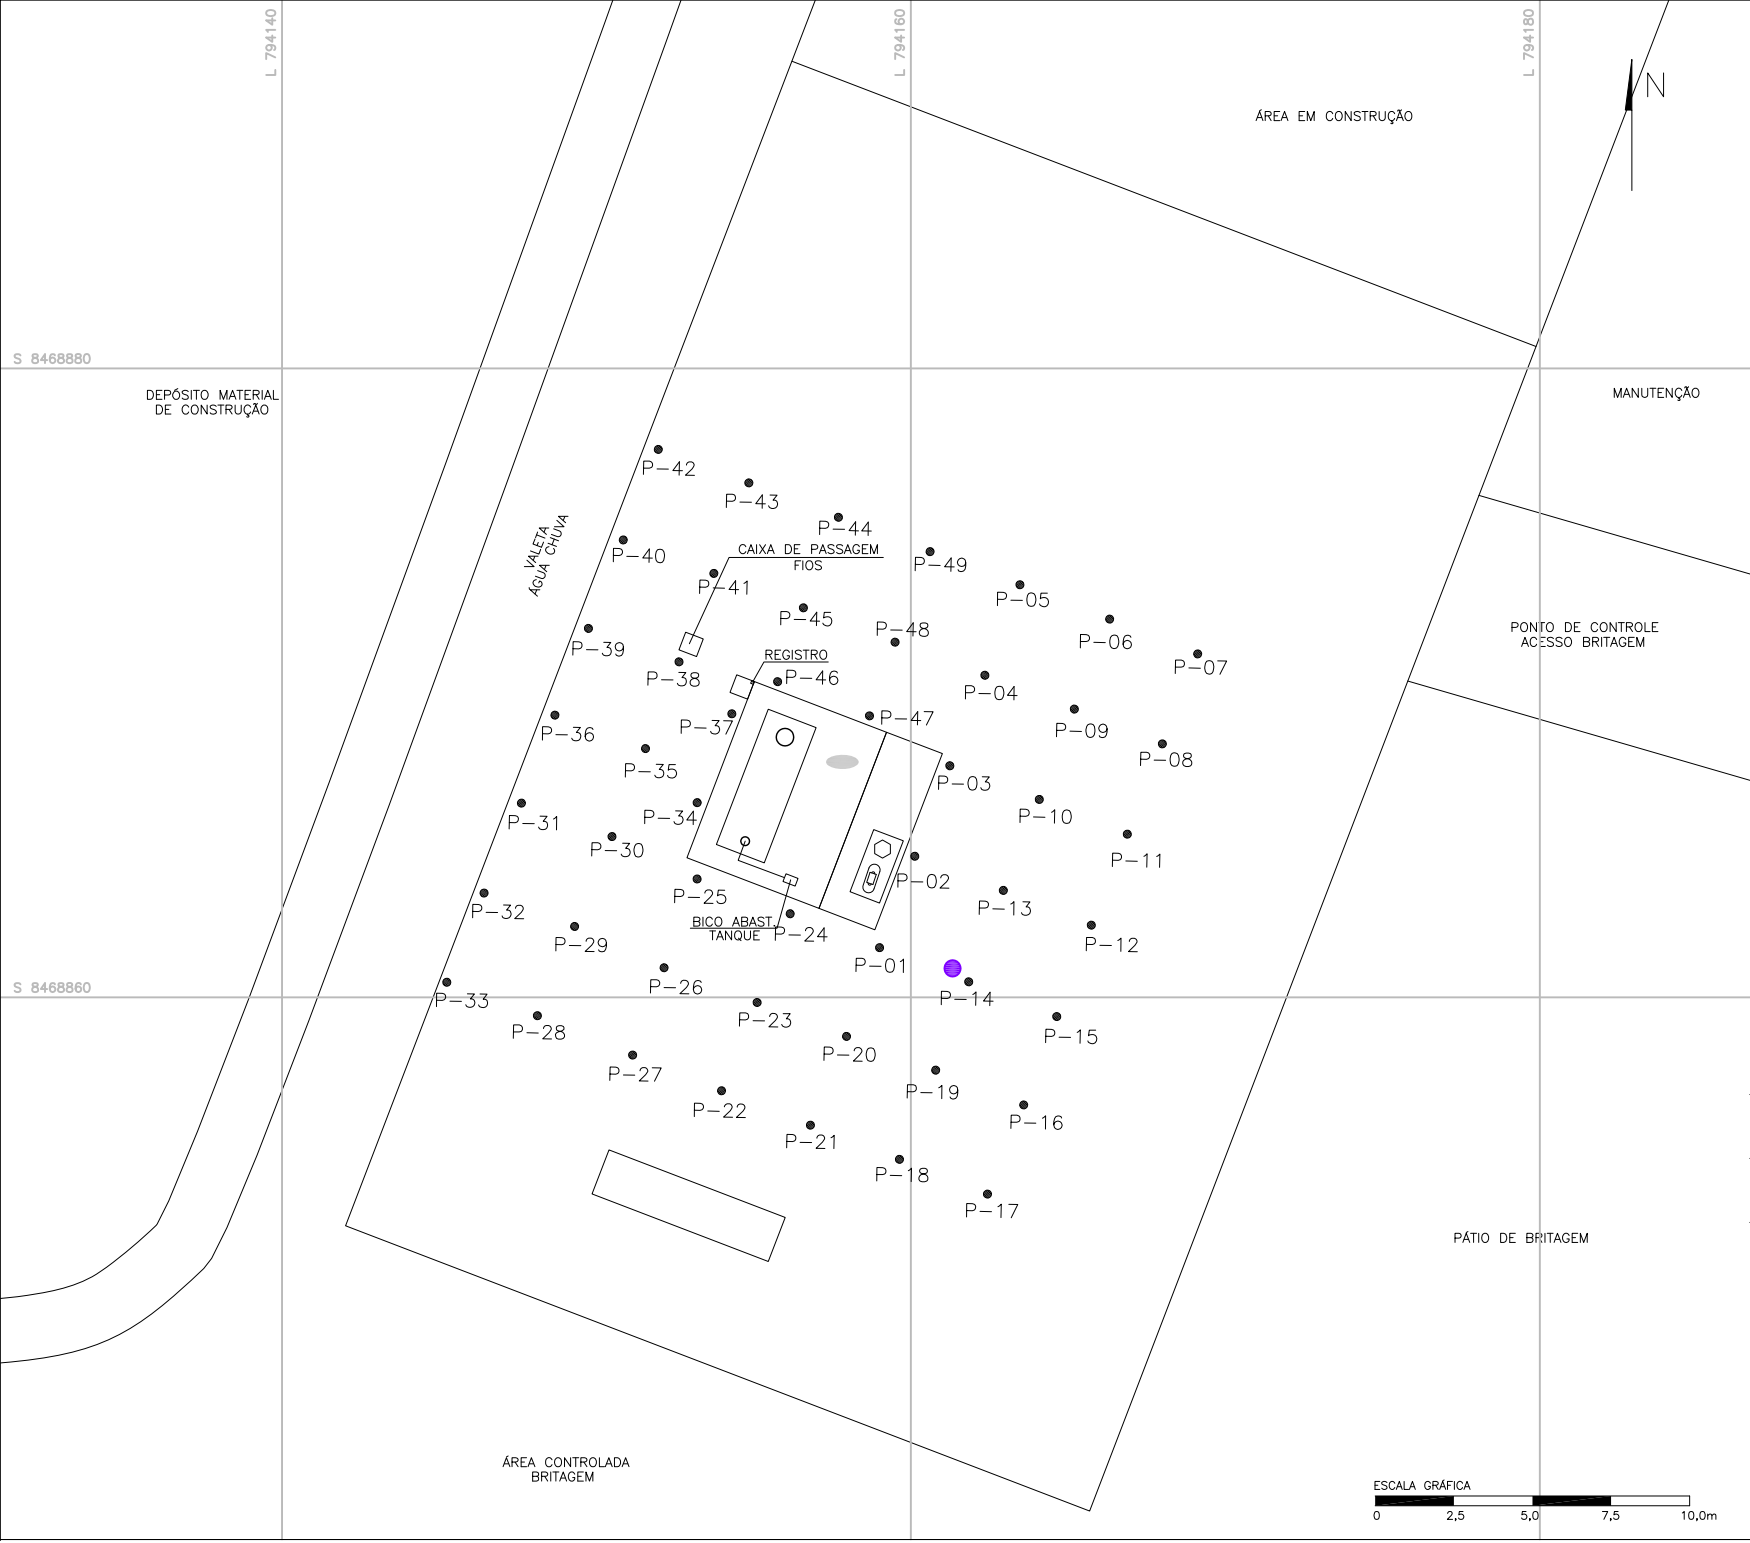 L 794140
L 794160
L 794180
N
ÁREA EM CONSTRUÇÃO
S 8468880
DEPÓSITO MATERIAL
DE CONSTRUÇÃO
MANUTENÇÃO
P-42
P-43
P-44
VALETA
ÁGUA CHUVA
P-40
CAIXA DE PASSAGEM
FIOS
P-49
P-41
P-05
P-45
P-48
P-06
PONTO DE CONTROLE
ACESSO BRITAGEM
P-39
REGISTRO
P-38
P-46
P-04
P-07
P-36
P-37
P-47
P-09
P-35
P-08
P-03
P-31
P-34
P-10
P-30
P-11
P-25
P-02
P-32
P-13
BICO ABAST.
TANQUE
P-24
P-29
P-12
P-01
P-26
S 8468860
P-33
P-14
P-28
P-23
P-15
P-20
P-27
P-19
P-22
P-16
P-21
P-18
P-17
PÁTIO DE BRITAGEM
ÁREA CONTROLADA
BRITAGEM
ESCALA GRÁFICA
0 2,5 5,0 7,5 10,0m